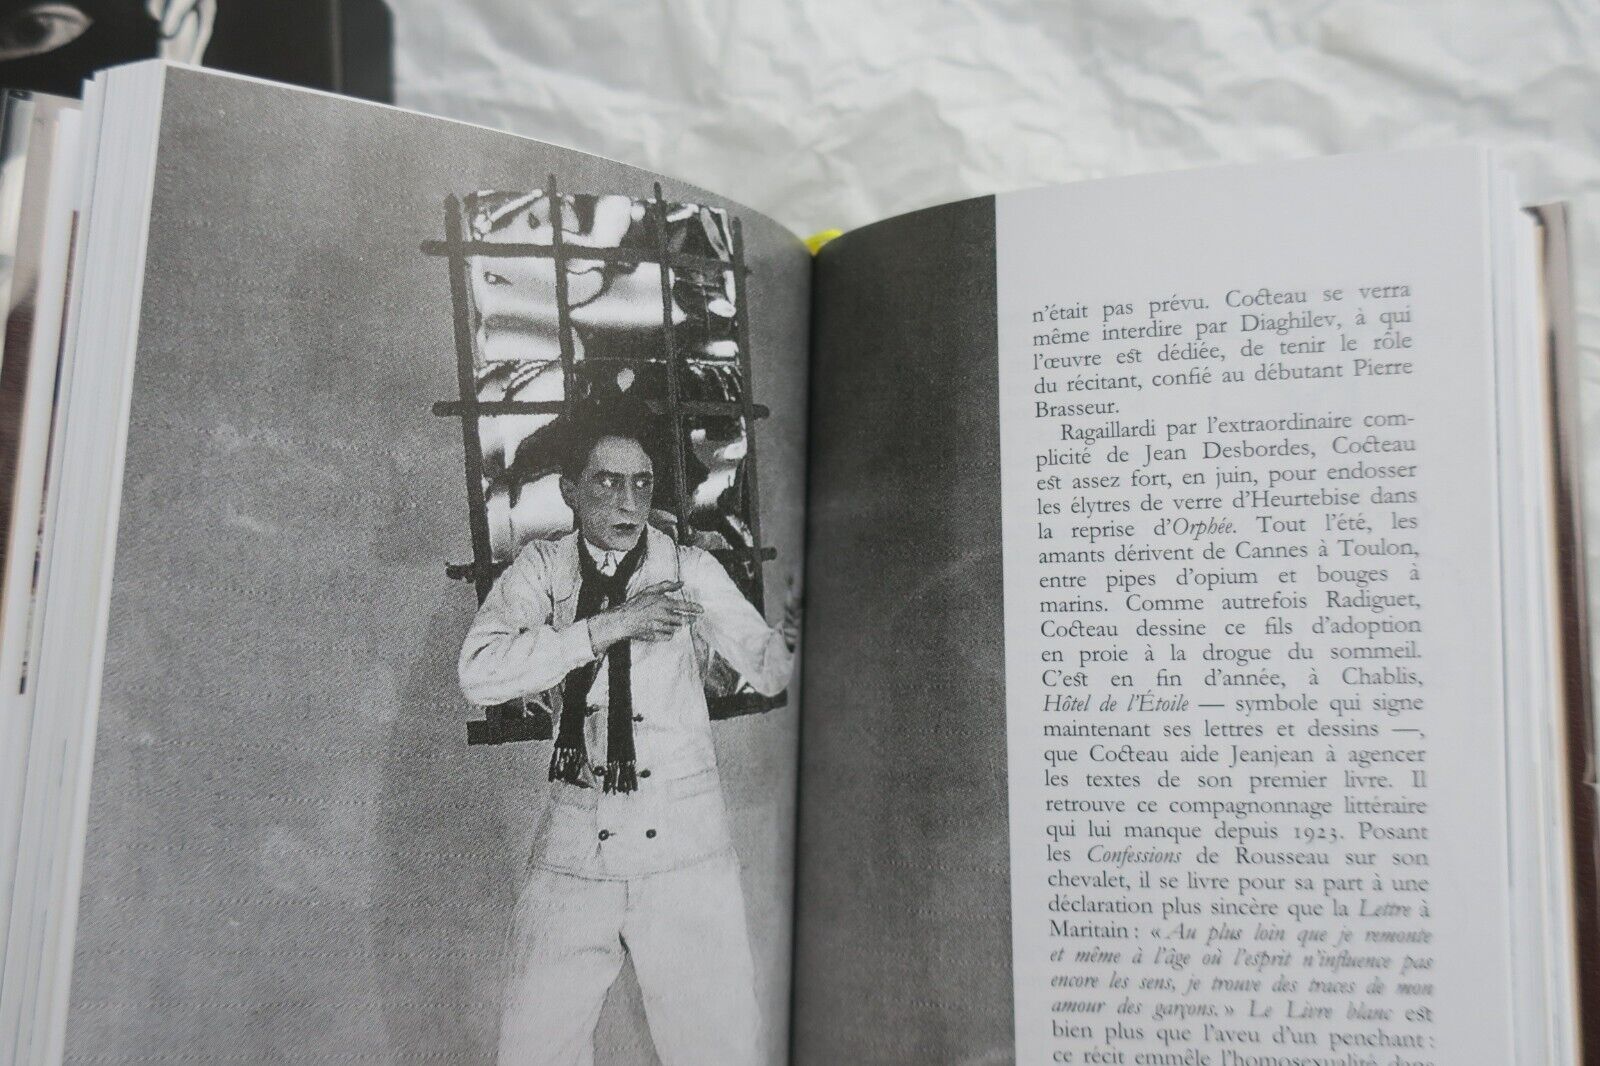 n'était pas prévu. Cocteau se verra
même interdire par Diaghilev, à qui
l'œuvre est dédiée, de tenir le rôle
du récitant, confié au débutant Pierre
Brasseur.
Ragaillardi par l'extraordinaire com-
plicité de Jean Desbordes, Cocteau
est assez fort, en juin, pour endosser
les élytres de verre d'Heurtebise dans
la reprise d'Orphée. Tout l'été, les
amants dérivent de Cannes à Toulon,
entre pipes d'opium et bouges à
marins. Comme autrefois Radiguet,
Cocteau dessine ce fils d'adoption
en proie à la drogue du sommeil.
C'est en fin d'année, à Chablis,
Hôtel de l'Étoile — symbole qui signe
maintenant ses lettres et dessins —,
que Cocteau aide Jeanjean à agencer
les textes de son premier livre. Il
retrouve ce compagnonnage littéraire
qui lui manque depuis 1923. Posant
les Confessions de Rousseau sur son
chevalet, il se livre pour sa part à une
déclaration plus sincère que la Lettre à
Maritain : « Au plus loin que je remonte
et même à l'âge où l'esprit n'influence pas
encore les sens, je trouve des traces de mon
amour des garçons. » Le Livre blanc est
bien plus que l'aveu d'un penchant :
ce récit emmêle l'homosexualité dans